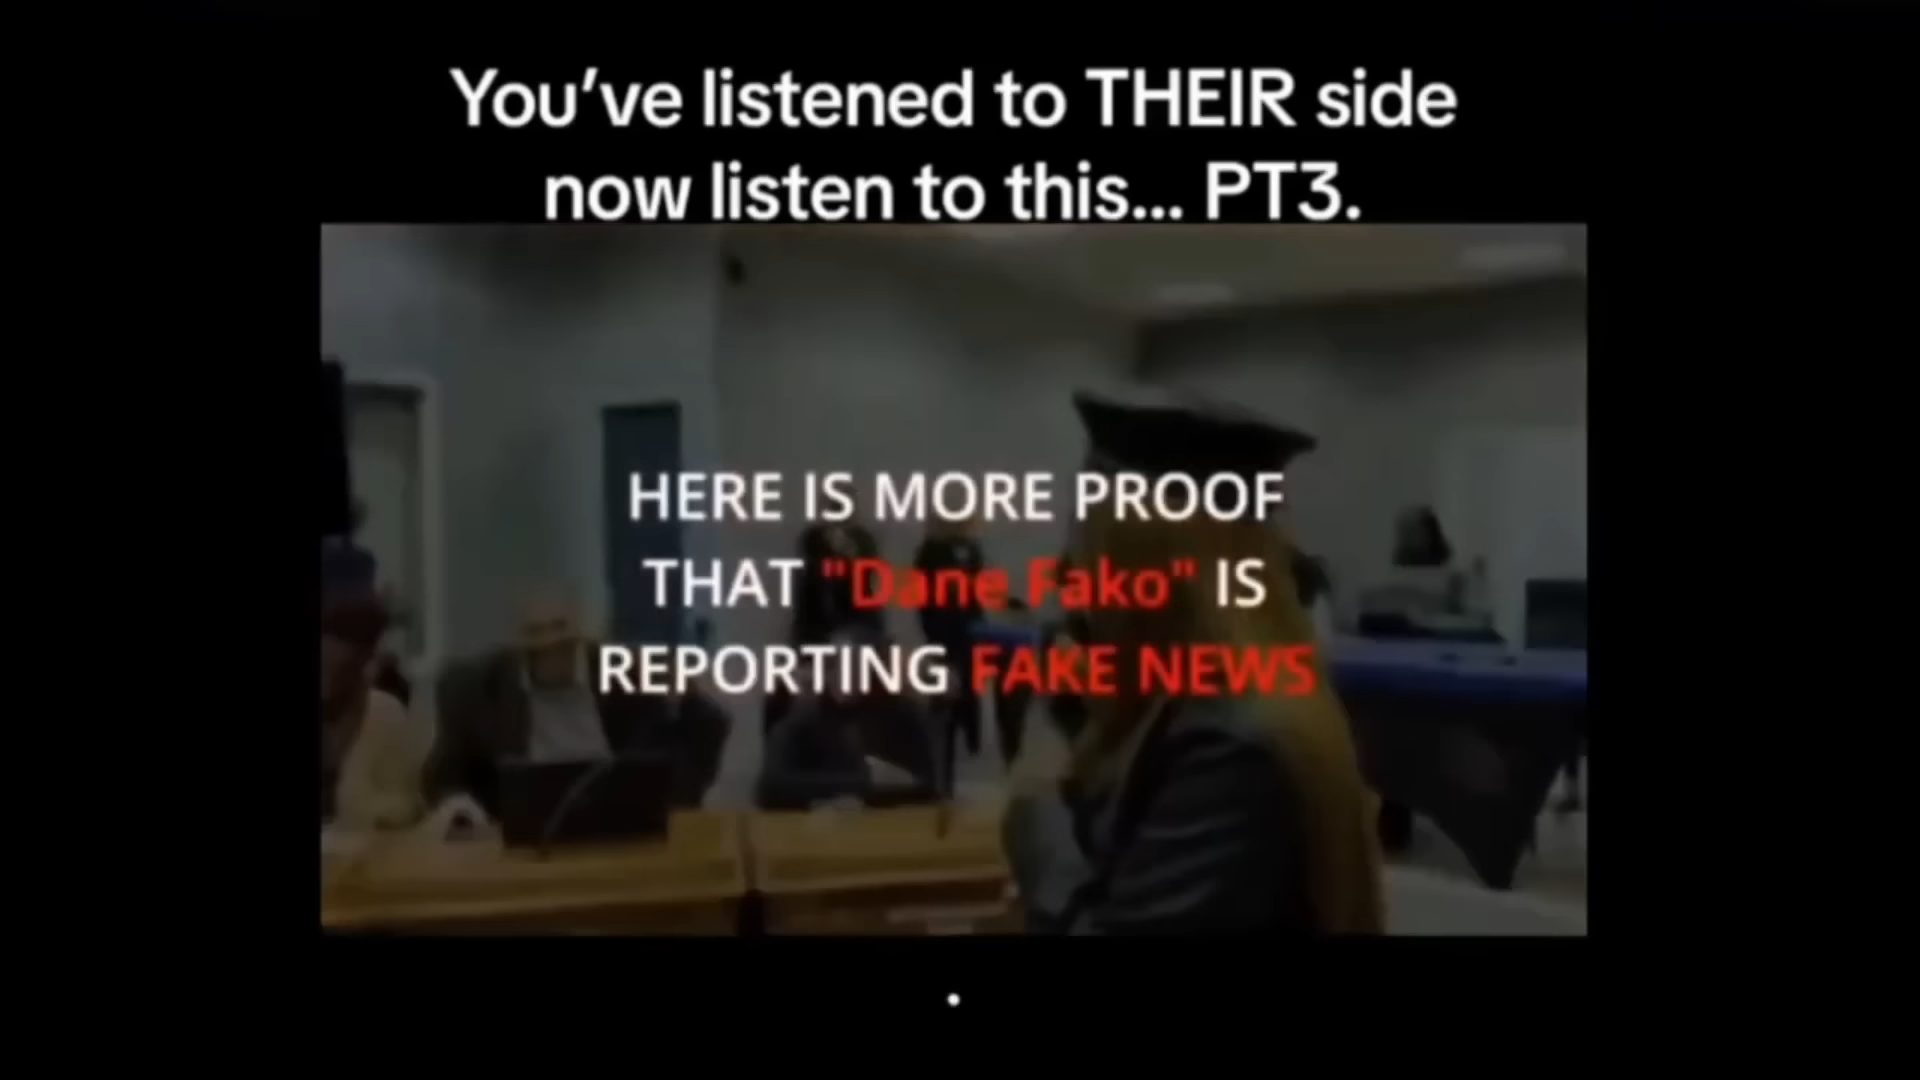 You’ve listened to THEIR side
now listen to this... PT3.
HERE IS MORE PROOF
THAT "Dane Fako" IS
REPORTING FAKE NEWS